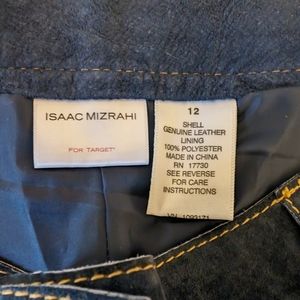 ISAAC MIZRAHI
FOR TARGET
12
SHELL
GENUINE LEATHER
LINING
100% POLYESTER
MADE IN CHINA
RN 17730
SEE REVERSE
FOR CARE
INSTRUCTIONS